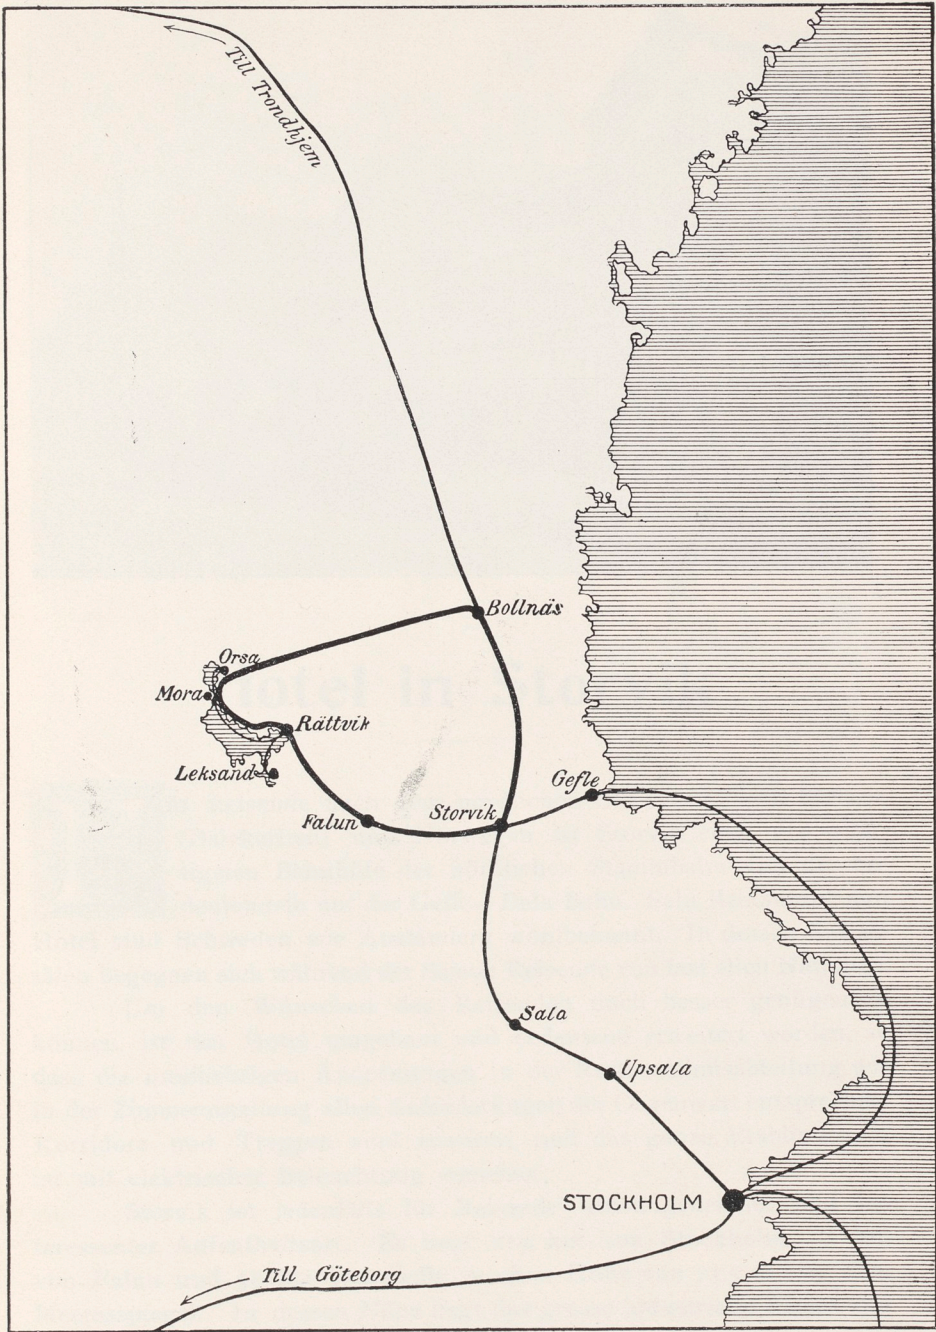 Till Trondhjem
Bollnäs
Orsa
Mora
Rättvik
Leksand
Gefle
Falun
Storvik
Sala
Upsala
STOCKHOLM
Till Göteborg